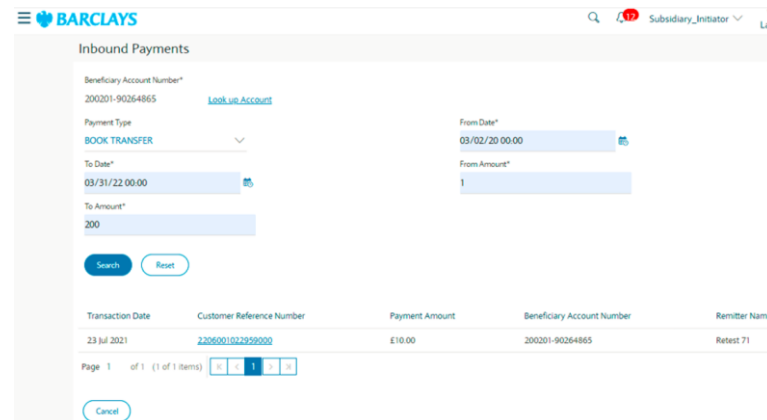 BARCLAYS
12
Subsidiary_Initiator
Inbound Payments
Beneficiary Account Number*
200201-90264865 Look up Account
Payment Type From Date*
BOOK TRANSFER 03/02/20 00:00
To Date* From Amount*
03/31/22 00:00 1
To Amount*
200
Search Reset
Transaction Date Customer Reference Number Payment Amount Beneficiary Account Number Remitter Nam
23 Jul 2021 2206001022959000 £10.00 200201-90264865 Retest 71
Page 1 of 1 (1 of 1 items) 1
Cancel